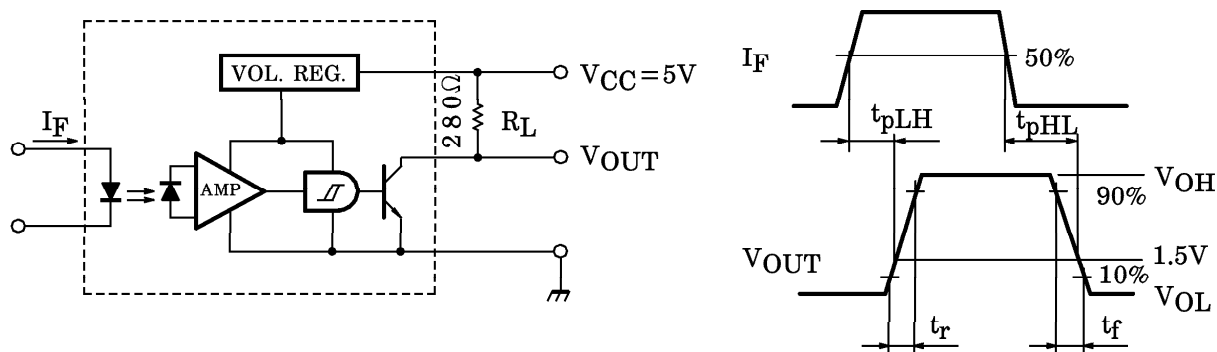 VOL. REG.
VCC=5V
280Ω
RL
IF
VOUT
AMP
IF
50%
tpLH
tpHL
VOH
90%
VOUT
1.5V
10%
VOL
tr
tf